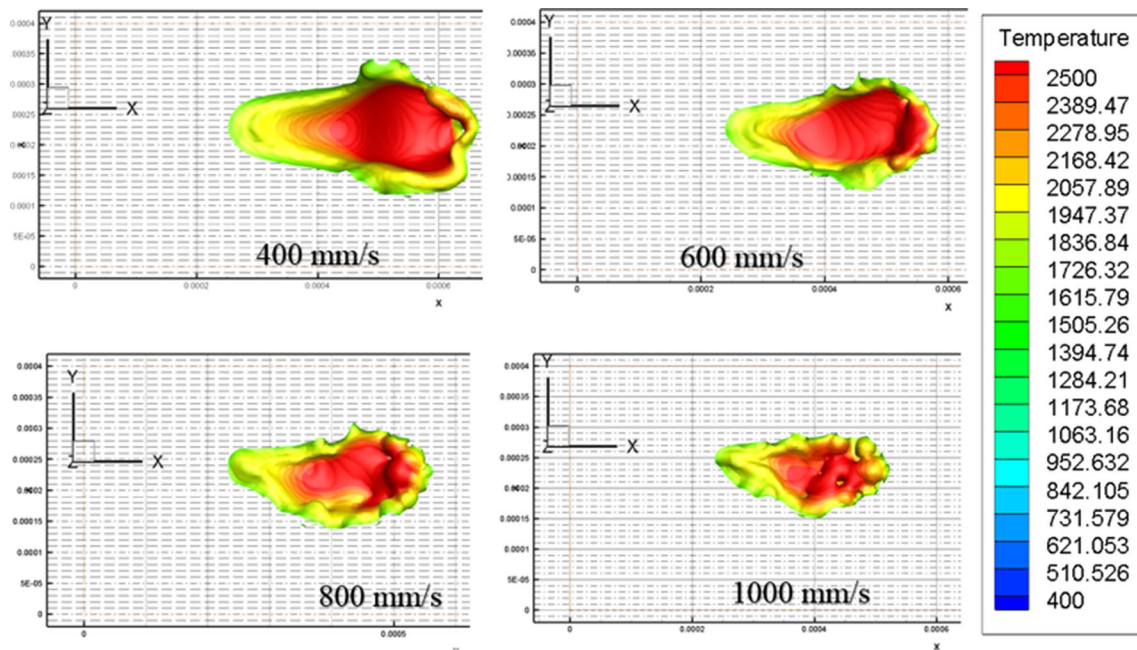 Y
0.0004
0.00035
0.0003
0.00025
0.0002
0.00015
0.0001
5E-05
0
Z
X
400 mm/s
0
0.0002
0.0004
0.0006
x
Y
0.0004
0.00035
0.0003
0.00025
0.0002
0.00015
0.0001
5E-05
0
Z
X
600 mm/s
0
0.0002
0.0004
0.0006
x
Y
0.0004
0.00035
0.0003
0.00025
0.0002
0.00015
0.0001
5E-05
0
Z
X
800 mm/s
0
0.0005
Y
0.0004
0.00035
0.0003
0.00025
0.0002
0.00015
0.0001
5E-05
0
Z
X
1000 mm/s
0
0.0002
0.0004
0.0006
x
Temperature
2500
2389.47
2278.95
2168.42
2057.89
1947.37
1836.84
1726.32
1615.79
1505.26
1394.74
1284.21
1173.68
1063.16
952.632
842.105
731.579
621.053
510.526
400